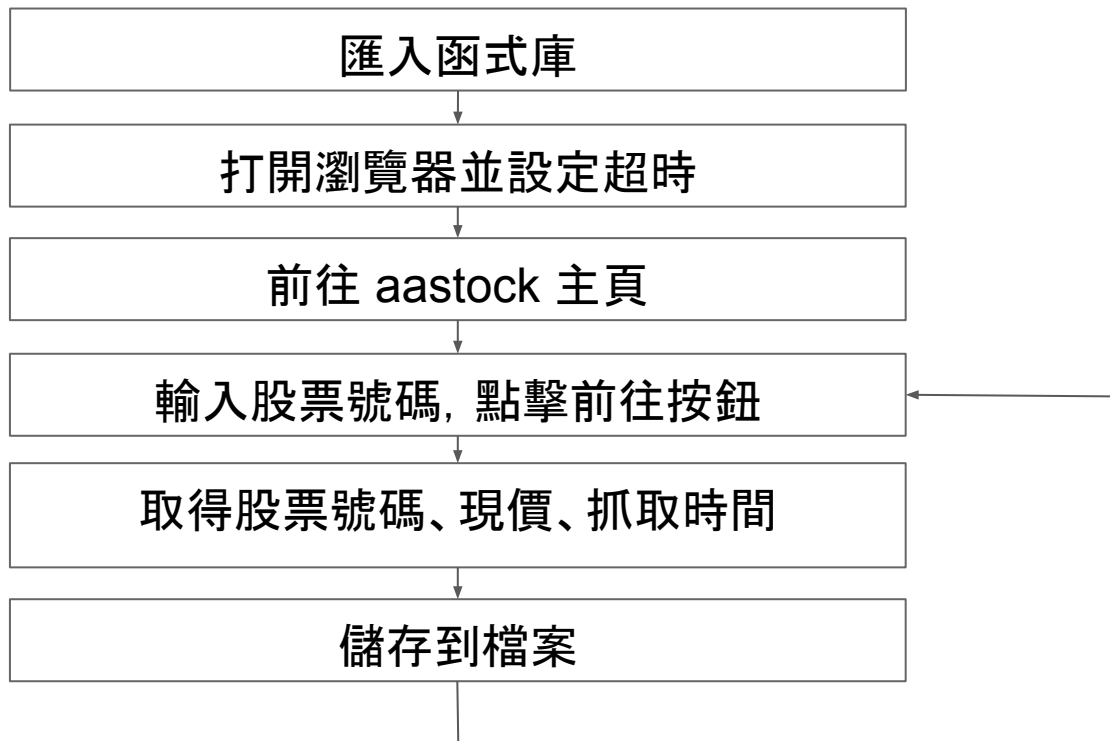 匯入函式庫
打開瀏覽器並設定超時
前往 aastock 主頁
輸入股票號碼, 點擊前往按鈕
取得股票號碼、現價、抓取時間
儲存到檔案